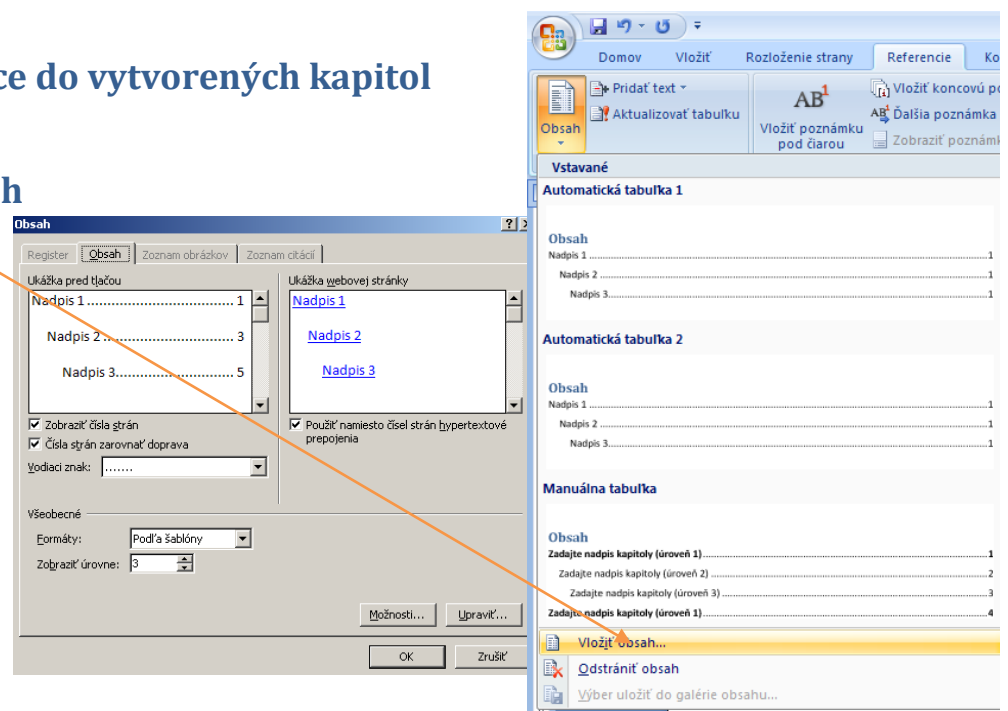 ce do vytvorených kapitol
h
Obsah
Register Obsah Zoznam obrázkov Zoznam citácií
Ukážka pred tlačou
Nadpis 1 .................................. 1
Nadpis 2 .............................. 3
Nadpis 3........................... 5
Zobraziť čísla strán
Čísla strán zarovnať doprava
Vodiaci znak: .......
Ukážka webovej stránky
Nadpis 1
Nadpis 2
Nadpis 3
Použiť namiesto čísel strán hypertextové
prepojenia
Všeobecné
Formáty: Podľa šablóny
Zobraziť úrovne: 3
Možnosti... Upraviť...
OK Zrušiť
Domov Vložiť Rozloženie strany Referencie Ko
Obsah
Pridať text
Aktualizovať tabuľku
AB1
Vložiť poznámku
pod čiarou
Vložiť koncovú po
AB1 Ďalšia poznámka
Zobraziť poznámk
Vstavané
Automatická tabuľka 1
Obsah
Nadpis 1 ........................................ 1
Nadpis 2 ........................................ 1
Nadpis 3........................................ 1
Automatická tabuľka 2
Obsah
Nadpis 1 ........................................ 1
Nadpis 2 ........................................ 1
Nadpis 3........................................ 1
Manuálna tabuľka
Obsah
Zadajte nadpis kapitoly (úroveň 1)........................................ 1
Zadajte nadpis kapitoly (úroveň 2) ........................................ 2
Zadajte nadpis kapitoly (úroveň 3) ........................................ 3
Zadajte nadpis kapitoly (úroveň 1)........................................ 4
Vložiť obsah...
Odstrániť obsah
Výber uložiť do galérie obsahu...